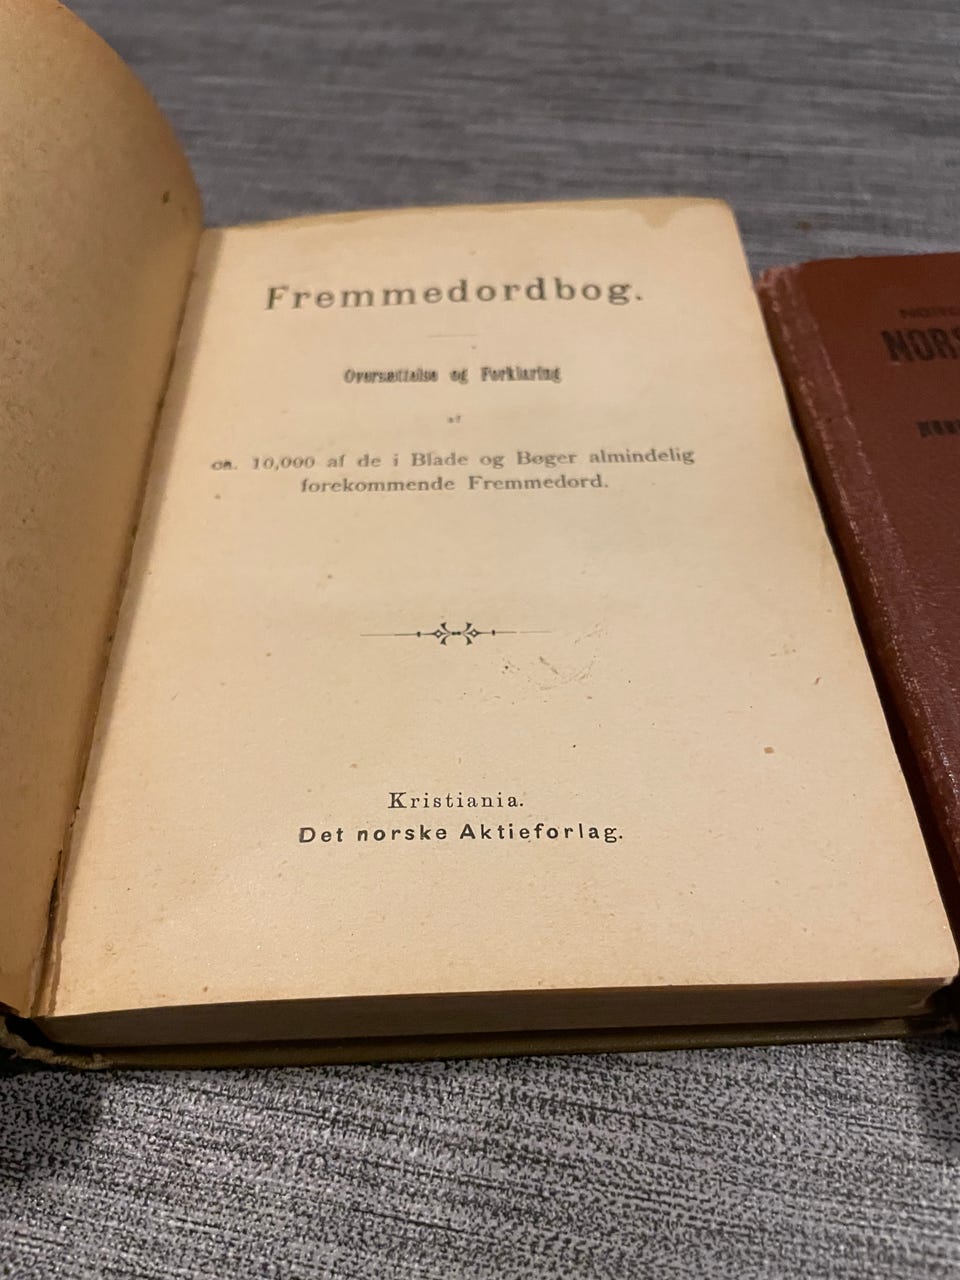 Fremmedordbog.
Oversættelse og Forklaring
af
ca. 10,000 af de i Blade og Bøger almindelig
forekommende Fremmedord.
Kristiania.
Det norske Aktieforlag.